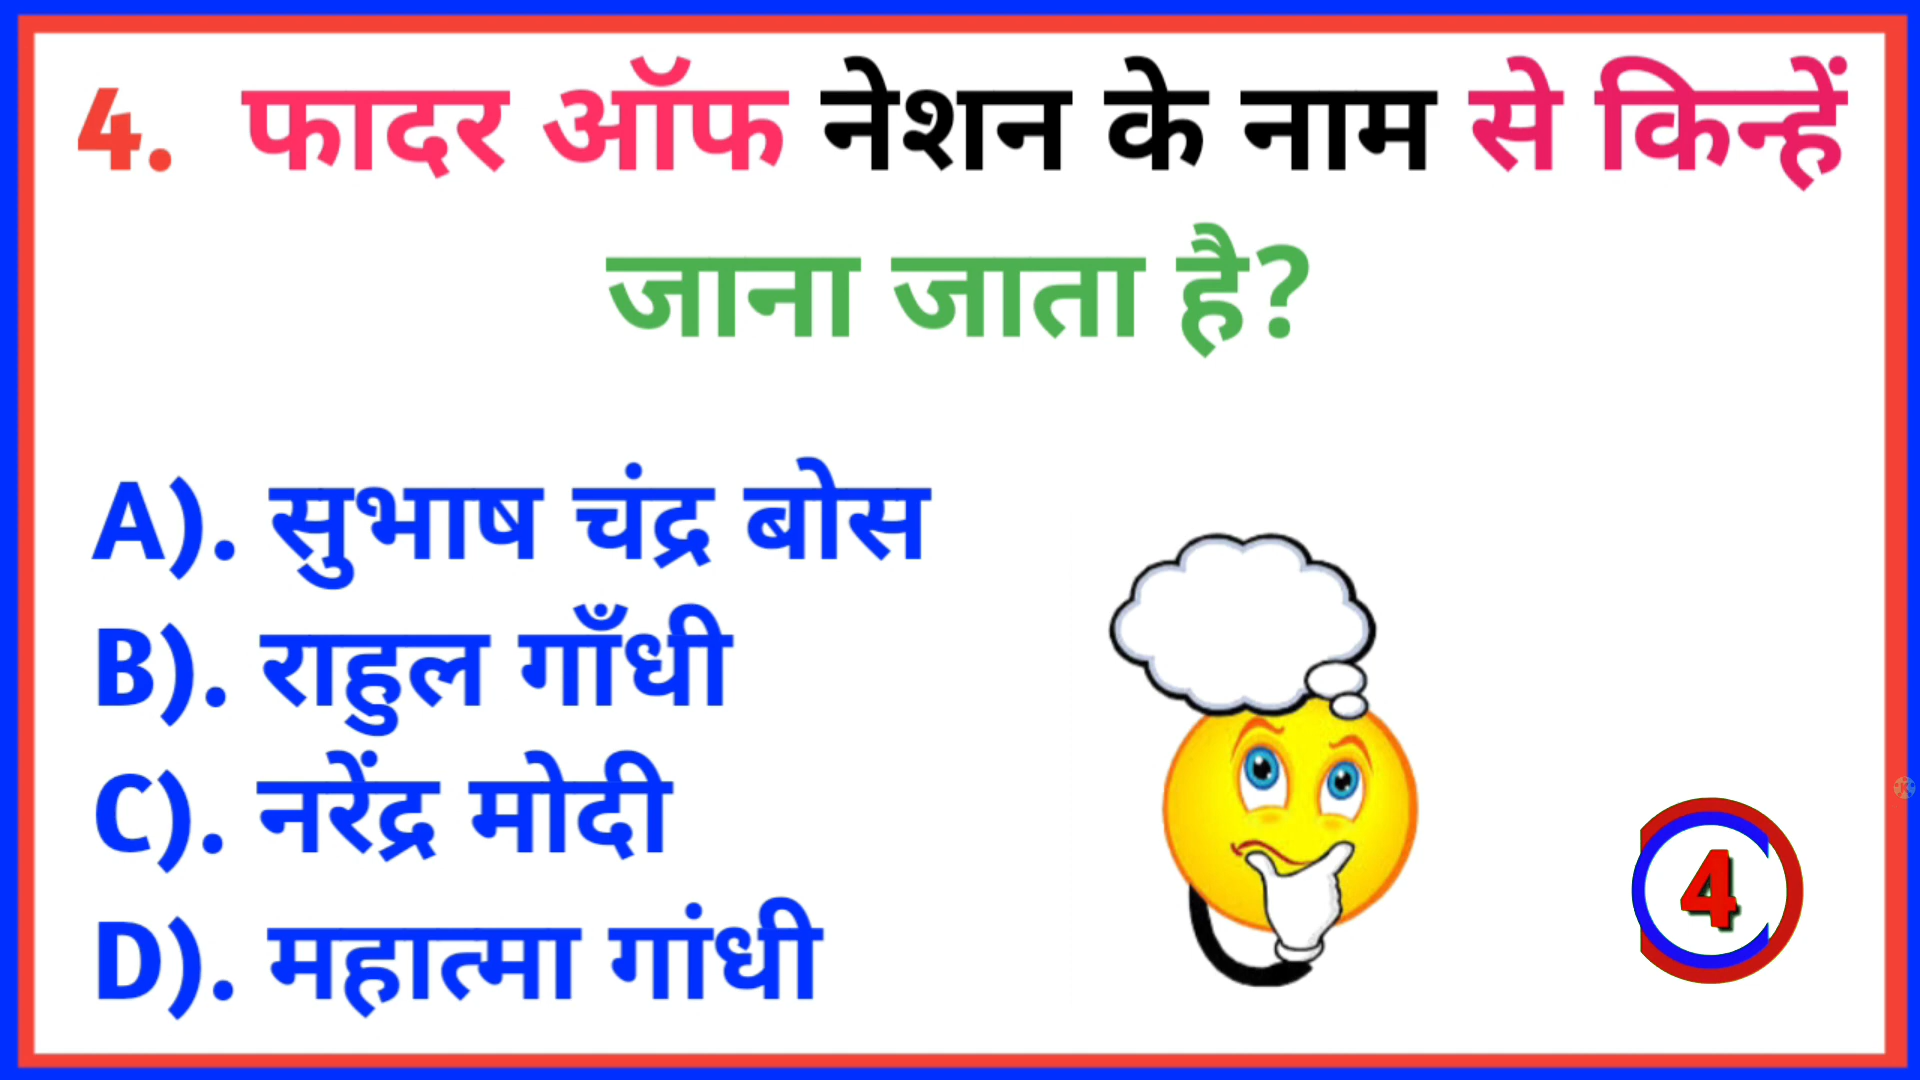 4. फादर ऑफ नेशन के नाम से किन्हें
जाना जाता है?
A). सुभाष चंद्र बोस
B). राहुल गाँधी
C). नरेंद्र मोदी
D). महात्मा गांधी
4